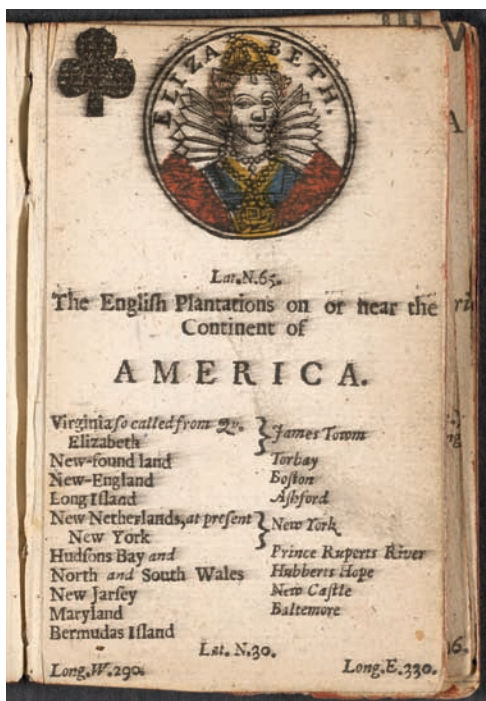 ELIZABETH.
Lat.N.65.
The Engliſh Plantations on or near the
Continent of
AMERICA.
Virginia ſo called from Qu. } James Town
Elizabeth
New-found land Torbay
New-England Boſton
Long Iſland Aſhford
New Netherlands, at preſent } New York
New York
Hudſons Bay and Prince Ruperts River
North and South Wales Hubberts Hope
New Jarſey New Caſtle
Maryland Baltemore
Bermudas Iſland
Lat. N.30.
Long.W.290. Long.E.330.